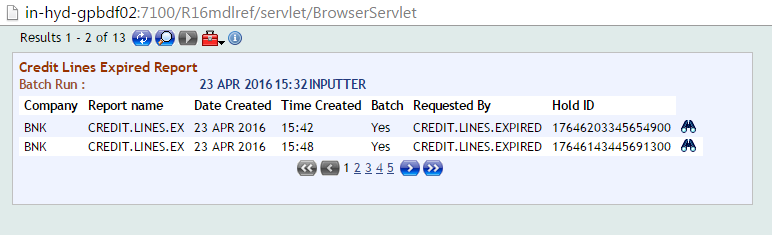 in-hyd-gpbdf02:7100/R16mdlref/servlet/BrowserServlet
Results 1 - 2 of 13
Credit Lines Expired Report
Batch Run : 23 APR 2016 15:32 INPUTTER
Company Report name Date Created Time Created Batch Requested By Hold ID
BNK CREDIT.LINES.EX 23 APR 2016 15:42 Yes CREDIT.LINES.EXPIRED 17646203345654900
BNK CREDIT.LINES.EX 23 APR 2016 15:48 Yes CREDIT.LINES.EXPIRED 17646143445691300
1 2 3 4 5